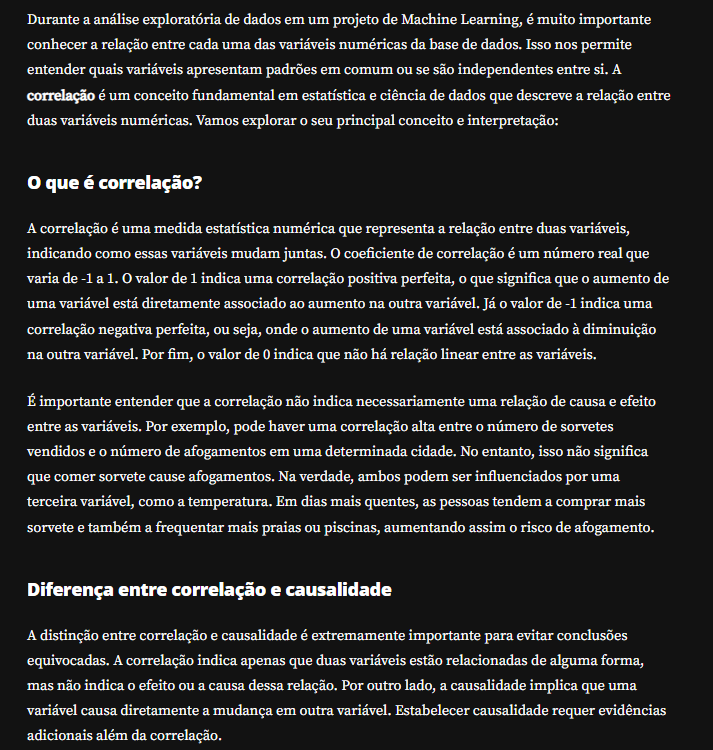 Durante a análise exploratória de dados em um projeto de Machine Learning, é muito importante
conhecer a relação entre cada uma das variáveis numéricas da base de dados. Isso nos permite
entender quais variáveis apresentam padrões em comum ou se são independentes entre si. A
correlação é um conceito fundamental em estatística e ciência de dados que descreve a relação entre
duas variáveis numéricas. Vamos explorar o seu principal conceito e interpretação:
O que é correlação?
A correlação é uma medida estatística numérica que representa a relação entre duas variáveis,
indicando como essas variáveis mudam juntas. O coeficiente de correlação é um número real que
varia de -1 a 1. O valor de 1 indica uma correlação positiva perfeita, o que significa que o aumento de
uma variável está diretamente associado ao aumento na outra variável. Já o valor de -1 indica uma
correlação negativa perfeita, ou seja, onde o aumento de uma variável está associado à diminuição
na outra variável. Por fim, o valor de 0 indica que não há relação linear entre as variáveis.
É importante entender que a correlação não indica necessariamente uma relação de causa e efeito
entre as variáveis. Por exemplo, pode haver uma correlação alta entre o número de sorvetes
vendidos e o número de afogamentos em uma determinada cidade. No entanto, isso não significa
que comer sorvete cause afogamentos. Na verdade, ambos podem ser influenciados por uma
terceira variável, como a temperatura. Em dias mais quentes, as pessoas tendem a comprar mais
sorvete e também a frequentar mais praias ou piscinas, aumentando assim o risco de afogamento.
Diferença entre correlação e causalidade
A distinção entre correlação e causalidade é extremamente importante para evitar conclusões
equivocadas. A correlação indica apenas que duas variáveis estão relacionadas de alguma forma,
mas não indica o efeito ou a causa dessa relação. Por outro lado, a causalidade implica que uma
variável causa diretamente a mudança em outra variável. Estabelecer causalidade requer evidências
adicionais além da correlação.